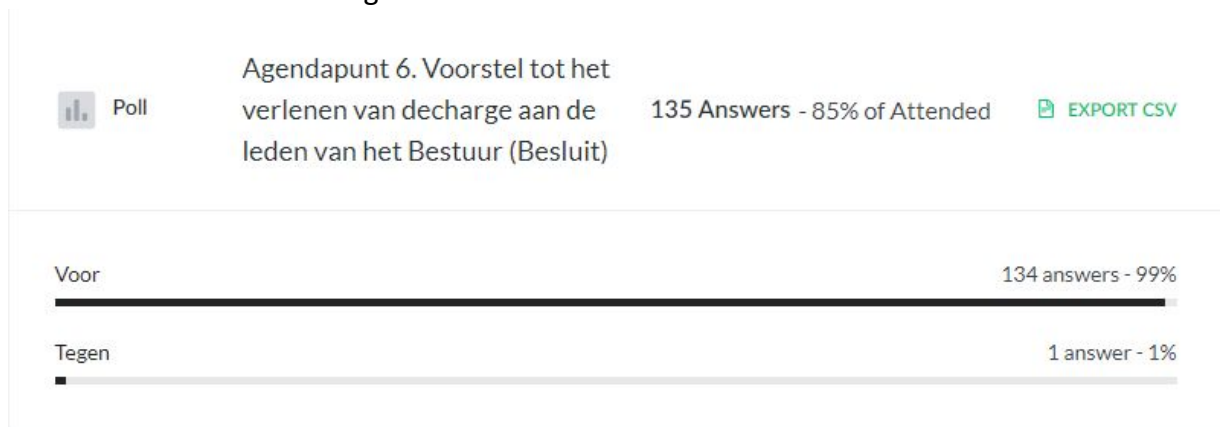 Poll
Agendapunt 6. Voorstel tot het
verlenen van decharge aan de
leden van het Bestuur (Besluit)
135 Answers - 85% of Attended
EXPORT CSV
Voor
134 answers - 99%
Tegen
1 answer - 1%